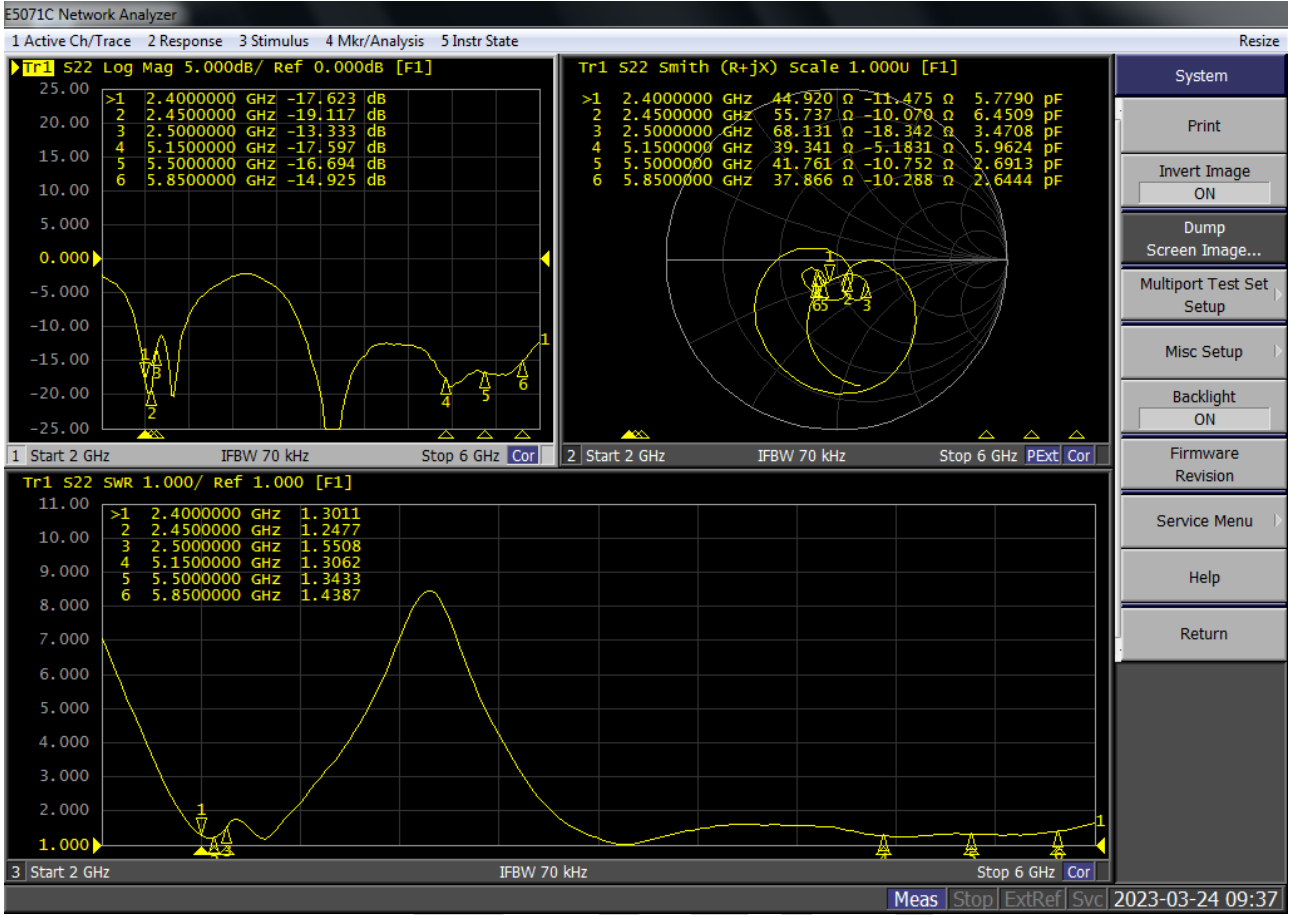 E5071C Network Analyzer
1 Active Ch/Trace 2 Response 3 Stimulus 4 Mkr/Analysis 5 Instr State Resize
Tr1 S22 Log Mag 5.000dB/ Ref 0.000dB [F1]
25.00
20.00
15.00
10.00
5.000
0.000
-5.000
-10.00
-15.00
-20.00
-25.00
>1 2.4000000 GHz -17.623 dB
2 2.4500000 GHz -19.117 dB
3 2.5000000 GHz -13.333 dB
4 5.1500000 GHz -17.597 dB
5 5.5000000 GHz -16.694 dB
6 5.8500000 GHz -14.925 dB
1
2
3
4
5
6
1
1 Start 2 GHz IFBW 70 kHz Stop 6 GHz Cor
Tr1 S22 Smith (R+jX) Scale 1.000U [F1]
>1 2.4000000 GHz 44.920 Ω -11.475 Ω 5.7790 pF
2 2.4500000 GHz 55.737 Ω -10.070 Ω 6.4509 pF
3 2.5000000 GHz 68.131 Ω -18.342 Ω 3.4708 pF
4 5.1500000 GHz 39.341 Ω -5.1831 Ω 5.9624 pF
5 5.5000000 GHz 41.761 Ω -10.752 Ω 2.6913 pF
6 5.8500000 GHz 37.866 Ω -10.288 Ω 2.6444 pF
1
65
2
3
2 Start 2 GHz IFBW 70 kHz Stop 6 GHz PExt Cor
Tr1 S22 SWR 1.000/ Ref 1.000 [F1]
11.00
10.00
9.000
8.000
7.000
6.000
5.000
4.000
3.000
2.000
1.000
>1 2.4000000 GHz 1.3011
2 2.4500000 GHz 1.2477
3 2.5000000 GHz 1.5508
4 5.1500000 GHz 1.3062
5 5.5000000 GHz 1.3433
6 5.8500000 GHz 1.4387
1
3
1
3 Start 2 GHz IFBW 70 kHz Stop 6 GHz Cor
System
Print
Invert Image
ON
Dump
Screen Image...
Multiport Test Set
Setup
Misc Setup
Backlight
ON
Firmware
Revision
Service Menu
Help
Return
Meas Stop ExtRef Svc 2023-03-24 09:37